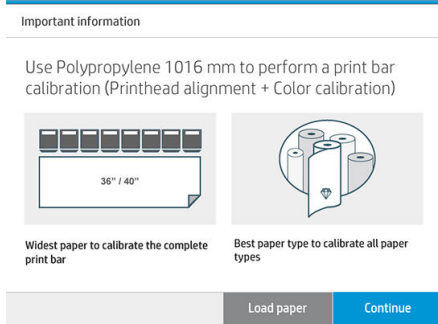 Important information
Use Polypropylene 1016 mm to perform a print bar
calibration (Printhead alignment + Color calibration)
36" / 40"
Widest paper to calibrate the complete
print bar
Best paper type to calibrate all paper
types
Load paper
Continue